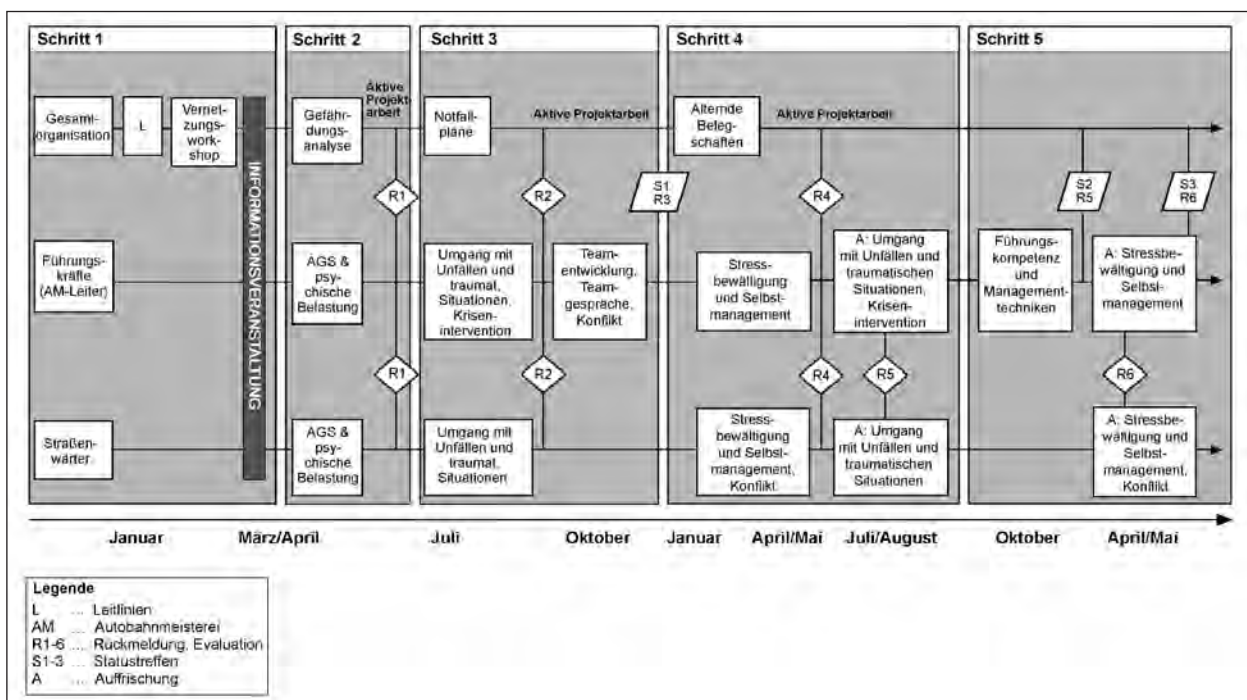 Schritt 1
Schritt 2
Schritt 3
Schritt 4
Schritt 5
Gesamt-
organisation
L
Vernet-
zungs-
work-
shop
INFORMATIONSVERANSTALTUNG
Gefähr-
dungs-
analyse
Aktive
Projekt
arbeit
Notfall-
pläne
Aktive Projektarbeit
Alternde
Beleg-
schaften
Aktive Projektarbeit
R1
R2
S1
R3
R4
S2
R5
S3
R6
Führungs-
kräfte
(AM-Leiter)
AGS &
psy-
chische
Belastung
Umgang mit
Unfällen und
traumat,
Situationen,
Krisen-
intervention
Team-
entwicklung,
Team-
gespräche,
Konflikt
Stress-
bewältigung
und Selbst-
management
A: Umgang
mit Unfällen und
traumatischen
Situationen,
Krisen-
intervention
Führungs-
kompetenz
und
Management-
techniken
A: Stressbe-
wältigung und
Selbst-
management
R1
R2
R4
R5
R6
Straßen-
wärter
AGS &
psy-
chische
Belastung
Umgang mit
Unfällen und
traumat,
Situationen
Stress-
bewältigung
und Selbst-
management,
Konflikt
A: Umgang
mit Unfällen und
traumatischen
Situationen
A: Stressbe-
wältigung und
Selbst-
management,
Konflikt
Januar
März/April
Juli
Oktober
Januar
April/Mai
Juli/August
Oktober
April/Mai
Legende
L ... Leitlinien
AM ... Autobahnmeisterei
R1-6 ... Rückmeldung, Evaluation
S1-3 ... Statustreffen
A ... Auffrischung